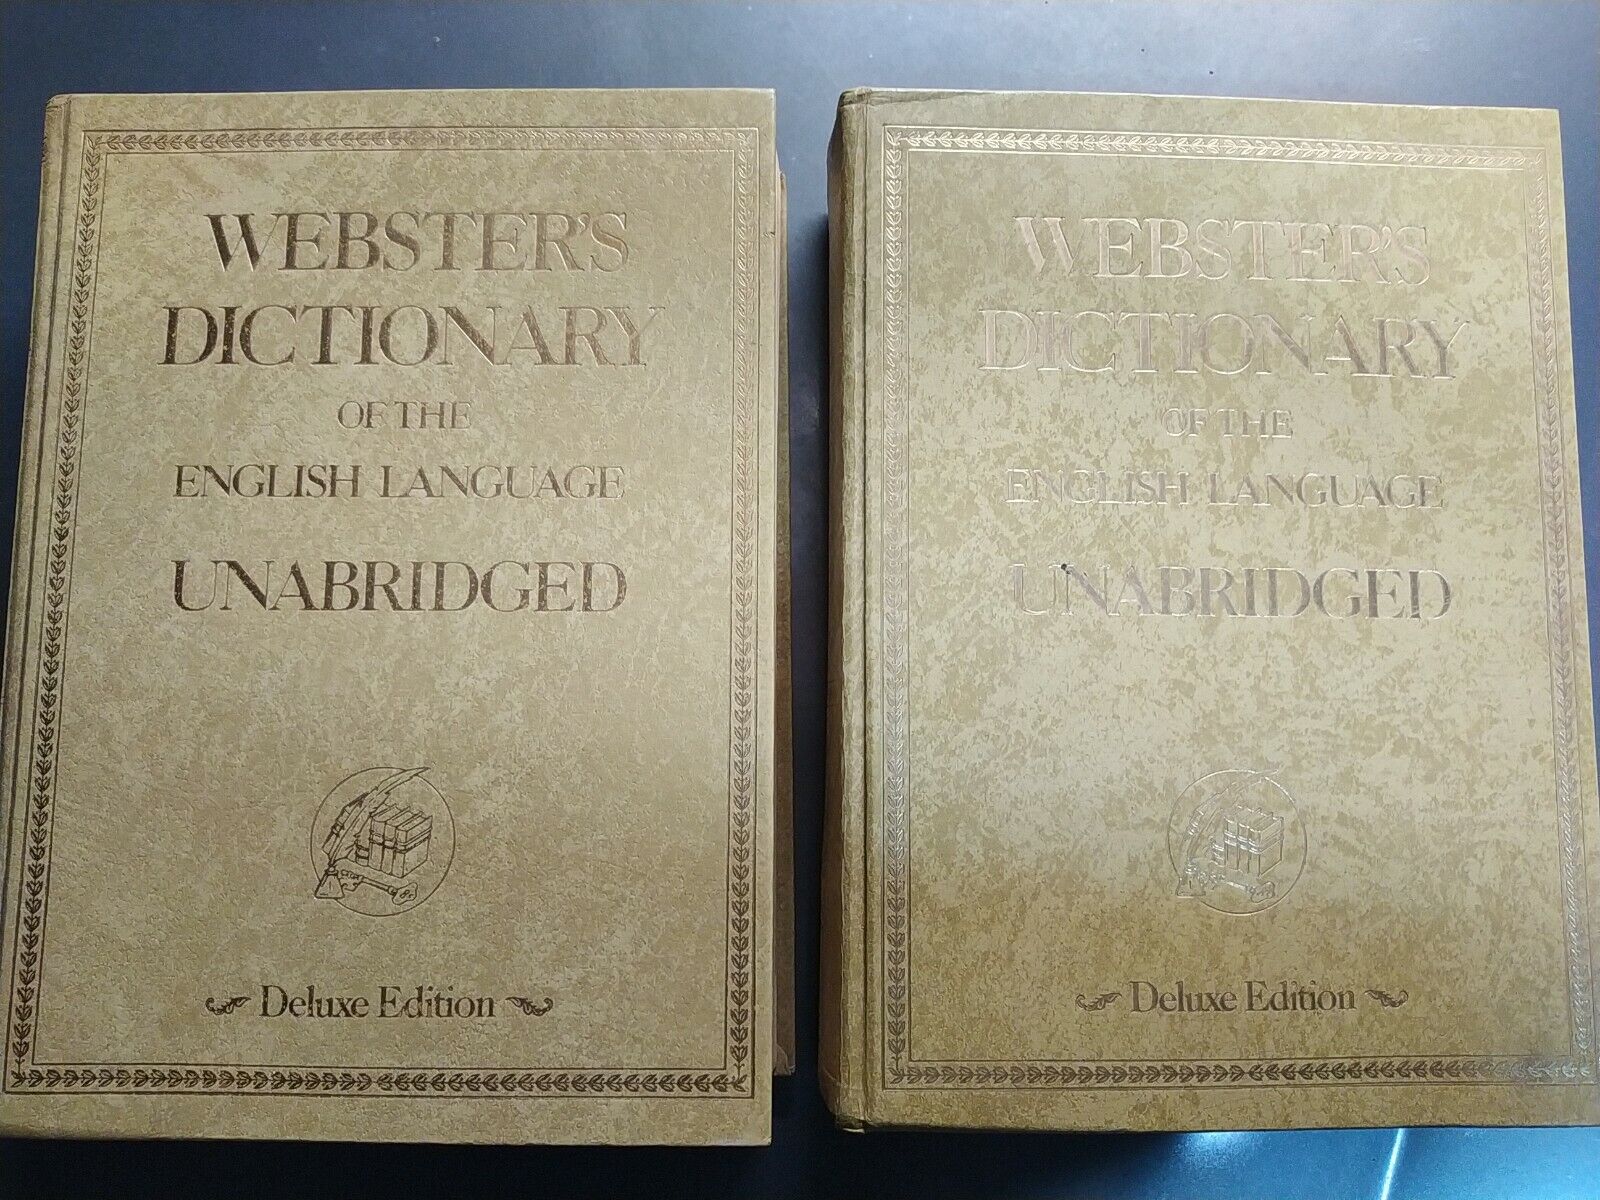 WEBSTER'S
DICTIONARY
OF THE
ENGLISH LANGUAGE
UNABRIDGED
Deluxe Edition
WEBSTER'S
DICTIONARY
OF THE
ENGLISH LANGUAGE
UNABRIDGED
Deluxe Edition